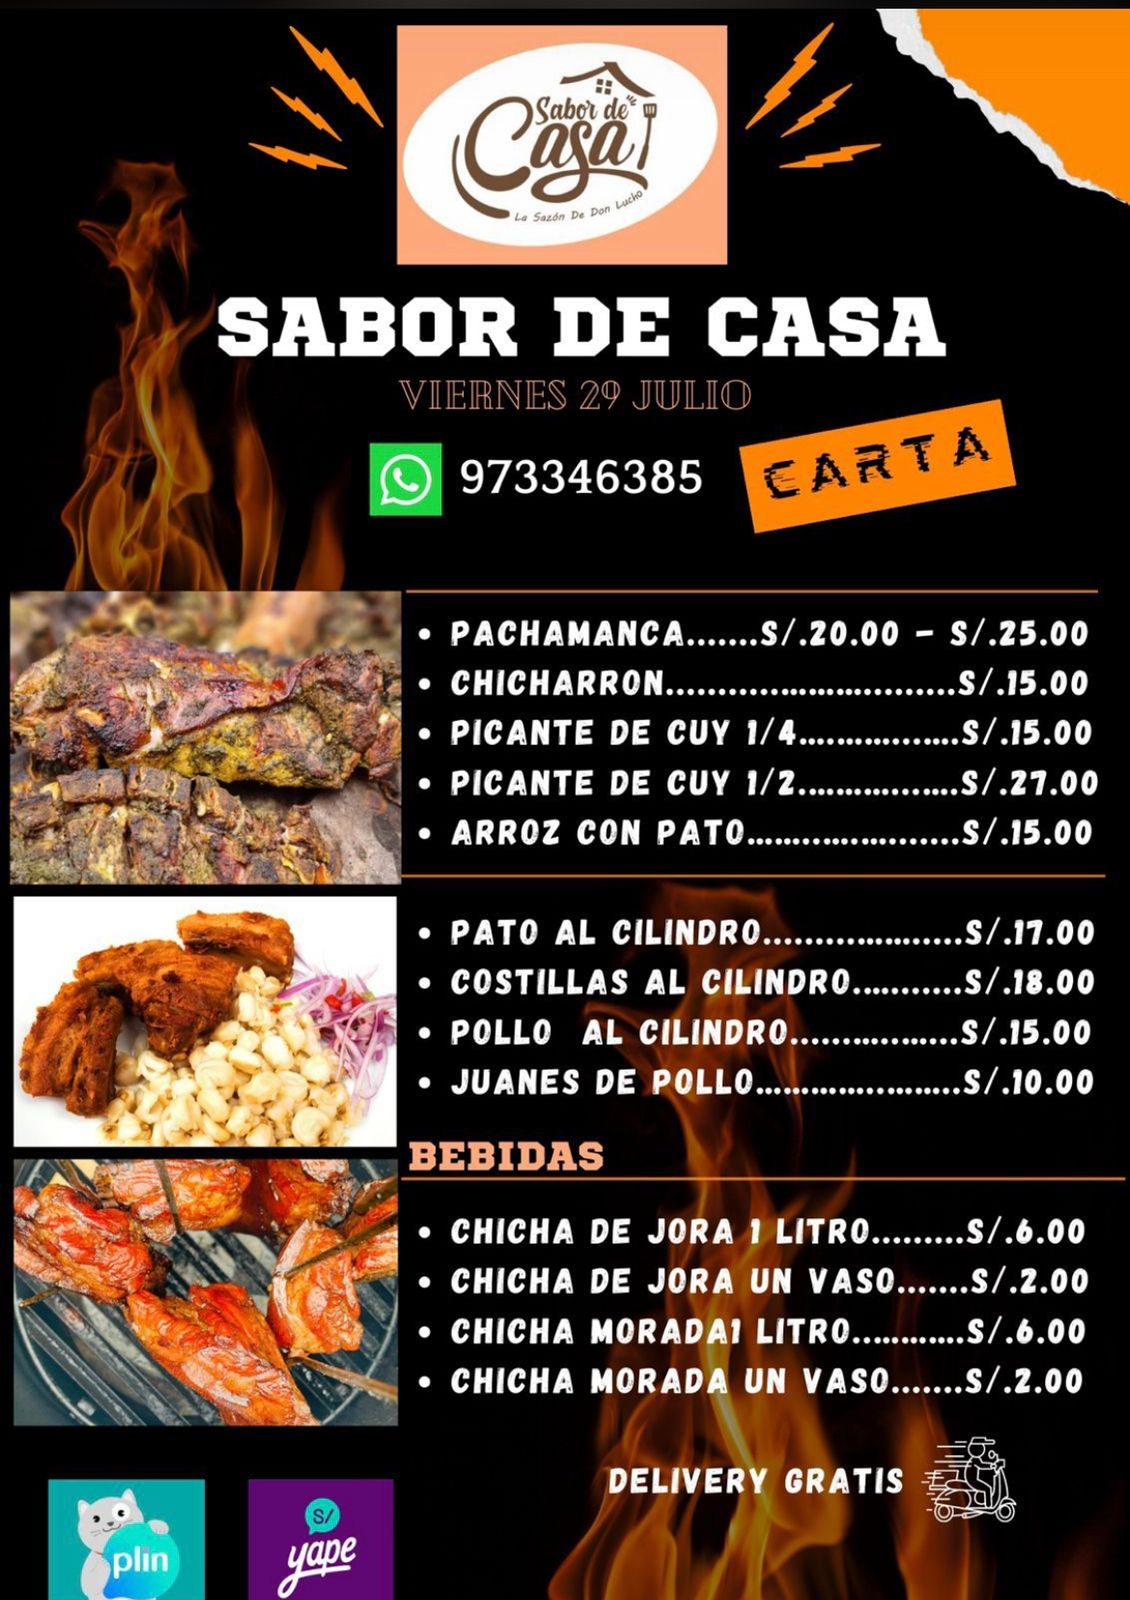 Sabor de
Casa
La Sazón De Don Lucho
SABOR DE CASA
VIERNES 29 JULIO
973346385
CARTA
• PACHAMANCA.......S/.20.00 - S/.25.00
• CHICHARRON.............................S/.15.00
• PICANTE DE CUY 1/4.................S/.15.00
• PICANTE DE CUY 1/2.................S/.27.00
• ARROZ CON PATO......................S/.15.00
• PATO AL CILINDRO....................S/.17.00
• COSTILLAS AL CILINDRO...........S/.18.00
• POLLO  AL CILINDRO.................S/.15.00
• JUANES DE POLLO.....................S/.10.00
BEBIDAS
• CHICHA DE JORA 1 LITRO.........S/.6.00
• CHICHA DE JORA UN VASO.......S/.2.00
• CHICHA MORADA1 LITRO............S/.6.00
• CHICHA MORADA UN VASO.......S/.2.00
DELIVERY GRATIS
plin
S/
yape